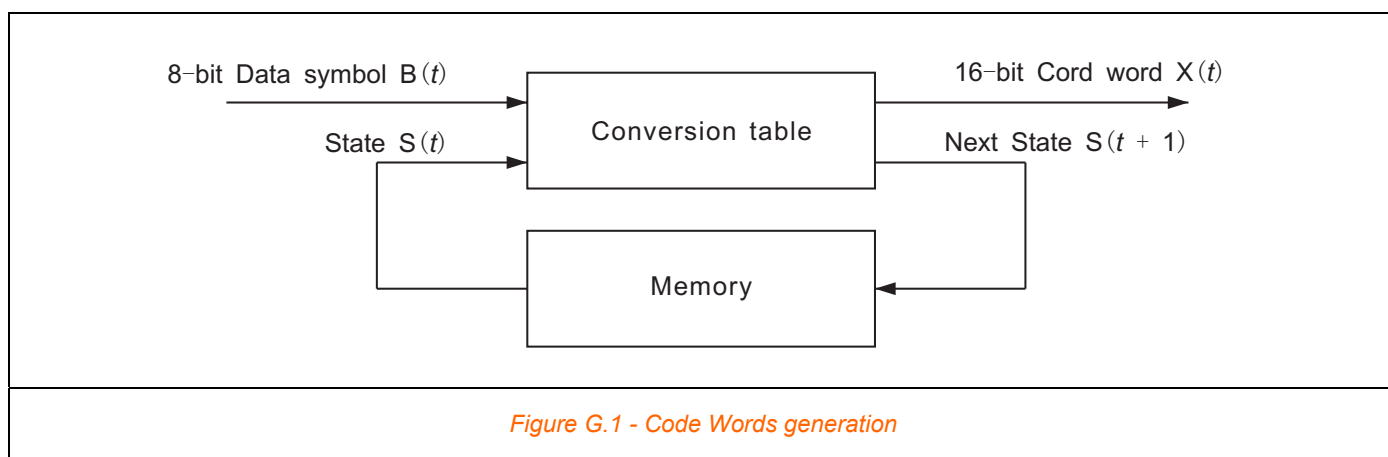 8-bit Data symbol B(t)
16-bit Cord word X(t)
Conversion table
State S(t)
Next State S(t + 1)
Memory
Figure G.1 - Code Words generation